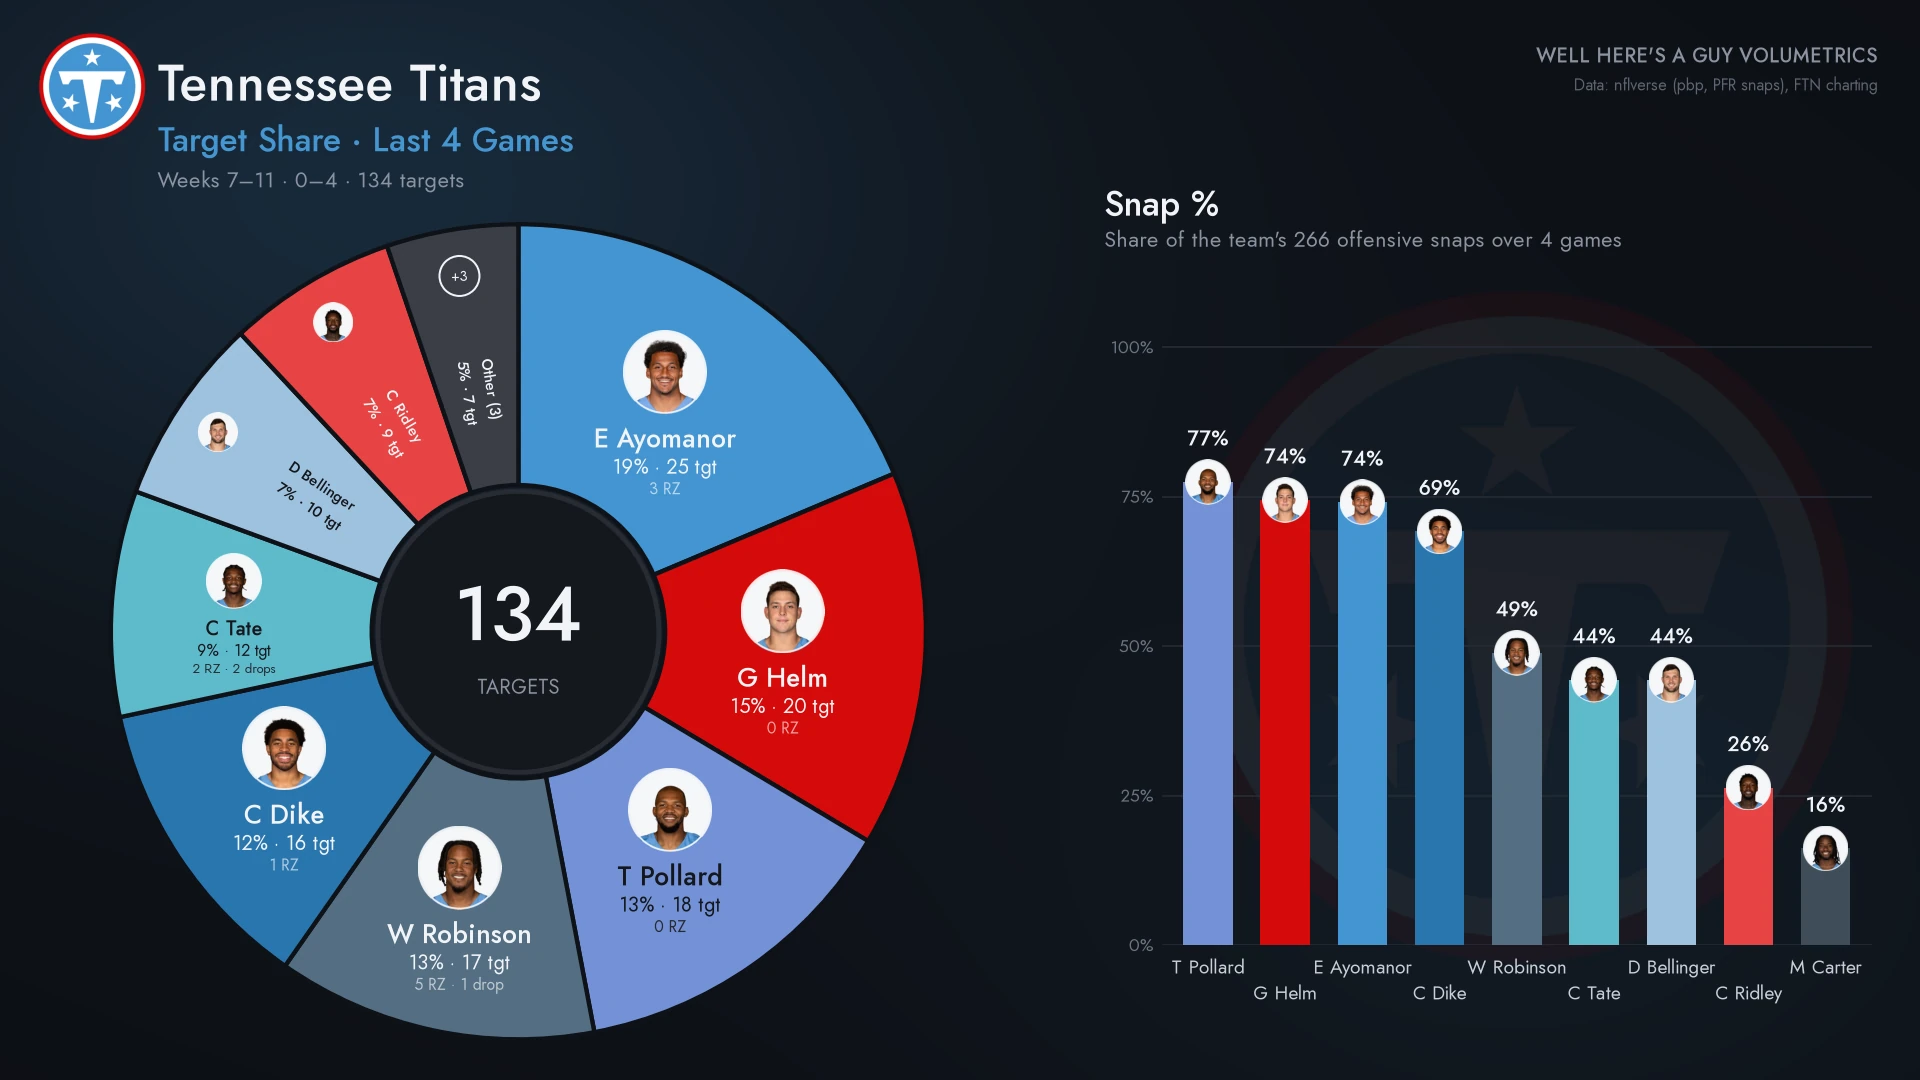 Tennessee Titans
Target Share · Last 4 Games
Weeks 7–11 · 0–4 · 134 targets
WELL HERE'S A GUY VOLUMETRICS
Data: nflverse (pbp, PFR snaps), FTN charting
+3
Other (3)
5% · 7 tgt
E Ayomanor
19% · 25 tgt
3 RZ
G Helm
15% · 20 tgt
0 RZ
T Pollard
13% · 18 tgt
0 RZ
W Robinson
13% · 17 tgt
5 RZ · 1 drop
C Dike
12% · 16 tgt
1 RZ
C Tate
9% · 12 tgt
2 RZ · 2 drops
D Bellinger
7% · 10 tgt
C Ridley
7% · 9 tgt
134
TARGETS
Snap %
Share of the team's 266 offensive snaps over 4 games
100%
75%
50%
25%
0%
77%
74%
74%
69%
49%
44%
44%
26%
16%
T Pollard
G Helm
E Ayomanor
C Dike
W Robinson
C Tate
D Bellinger
C Ridley
M Carter